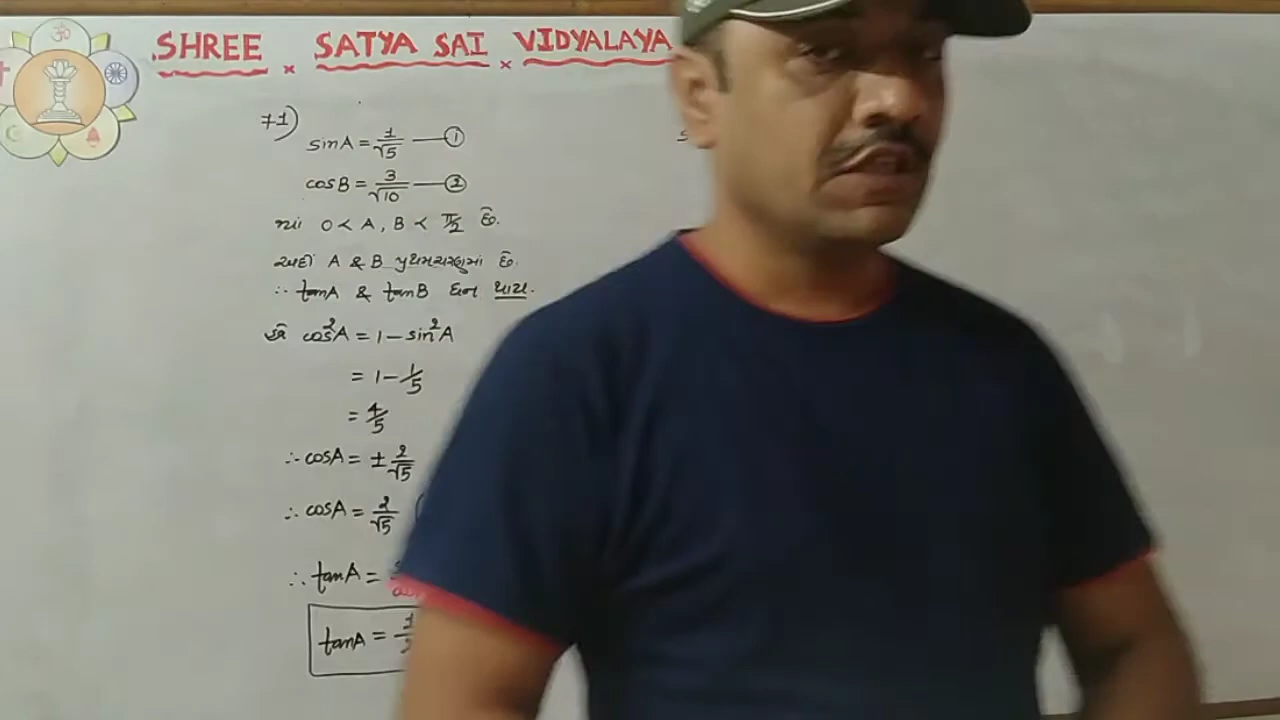 SHREE × SATYA SAI × VIDYALAYA
71)
sinA = 1/√5 —— ①
cosB = 3/√10 —— ②
જ્યાં 0 < A, B < π/2 છે.
અહીં A & B પ્રથમચરણમાં છે.
∴ tanA & tanB ધન થાય.
હવે cos²A = 1 − sin²A
= 1 − 1/5
= 4/5
∴ cosA = ± 2/√5
∴ cosA = 2/√5
∴ tanA =
tanA = 1/